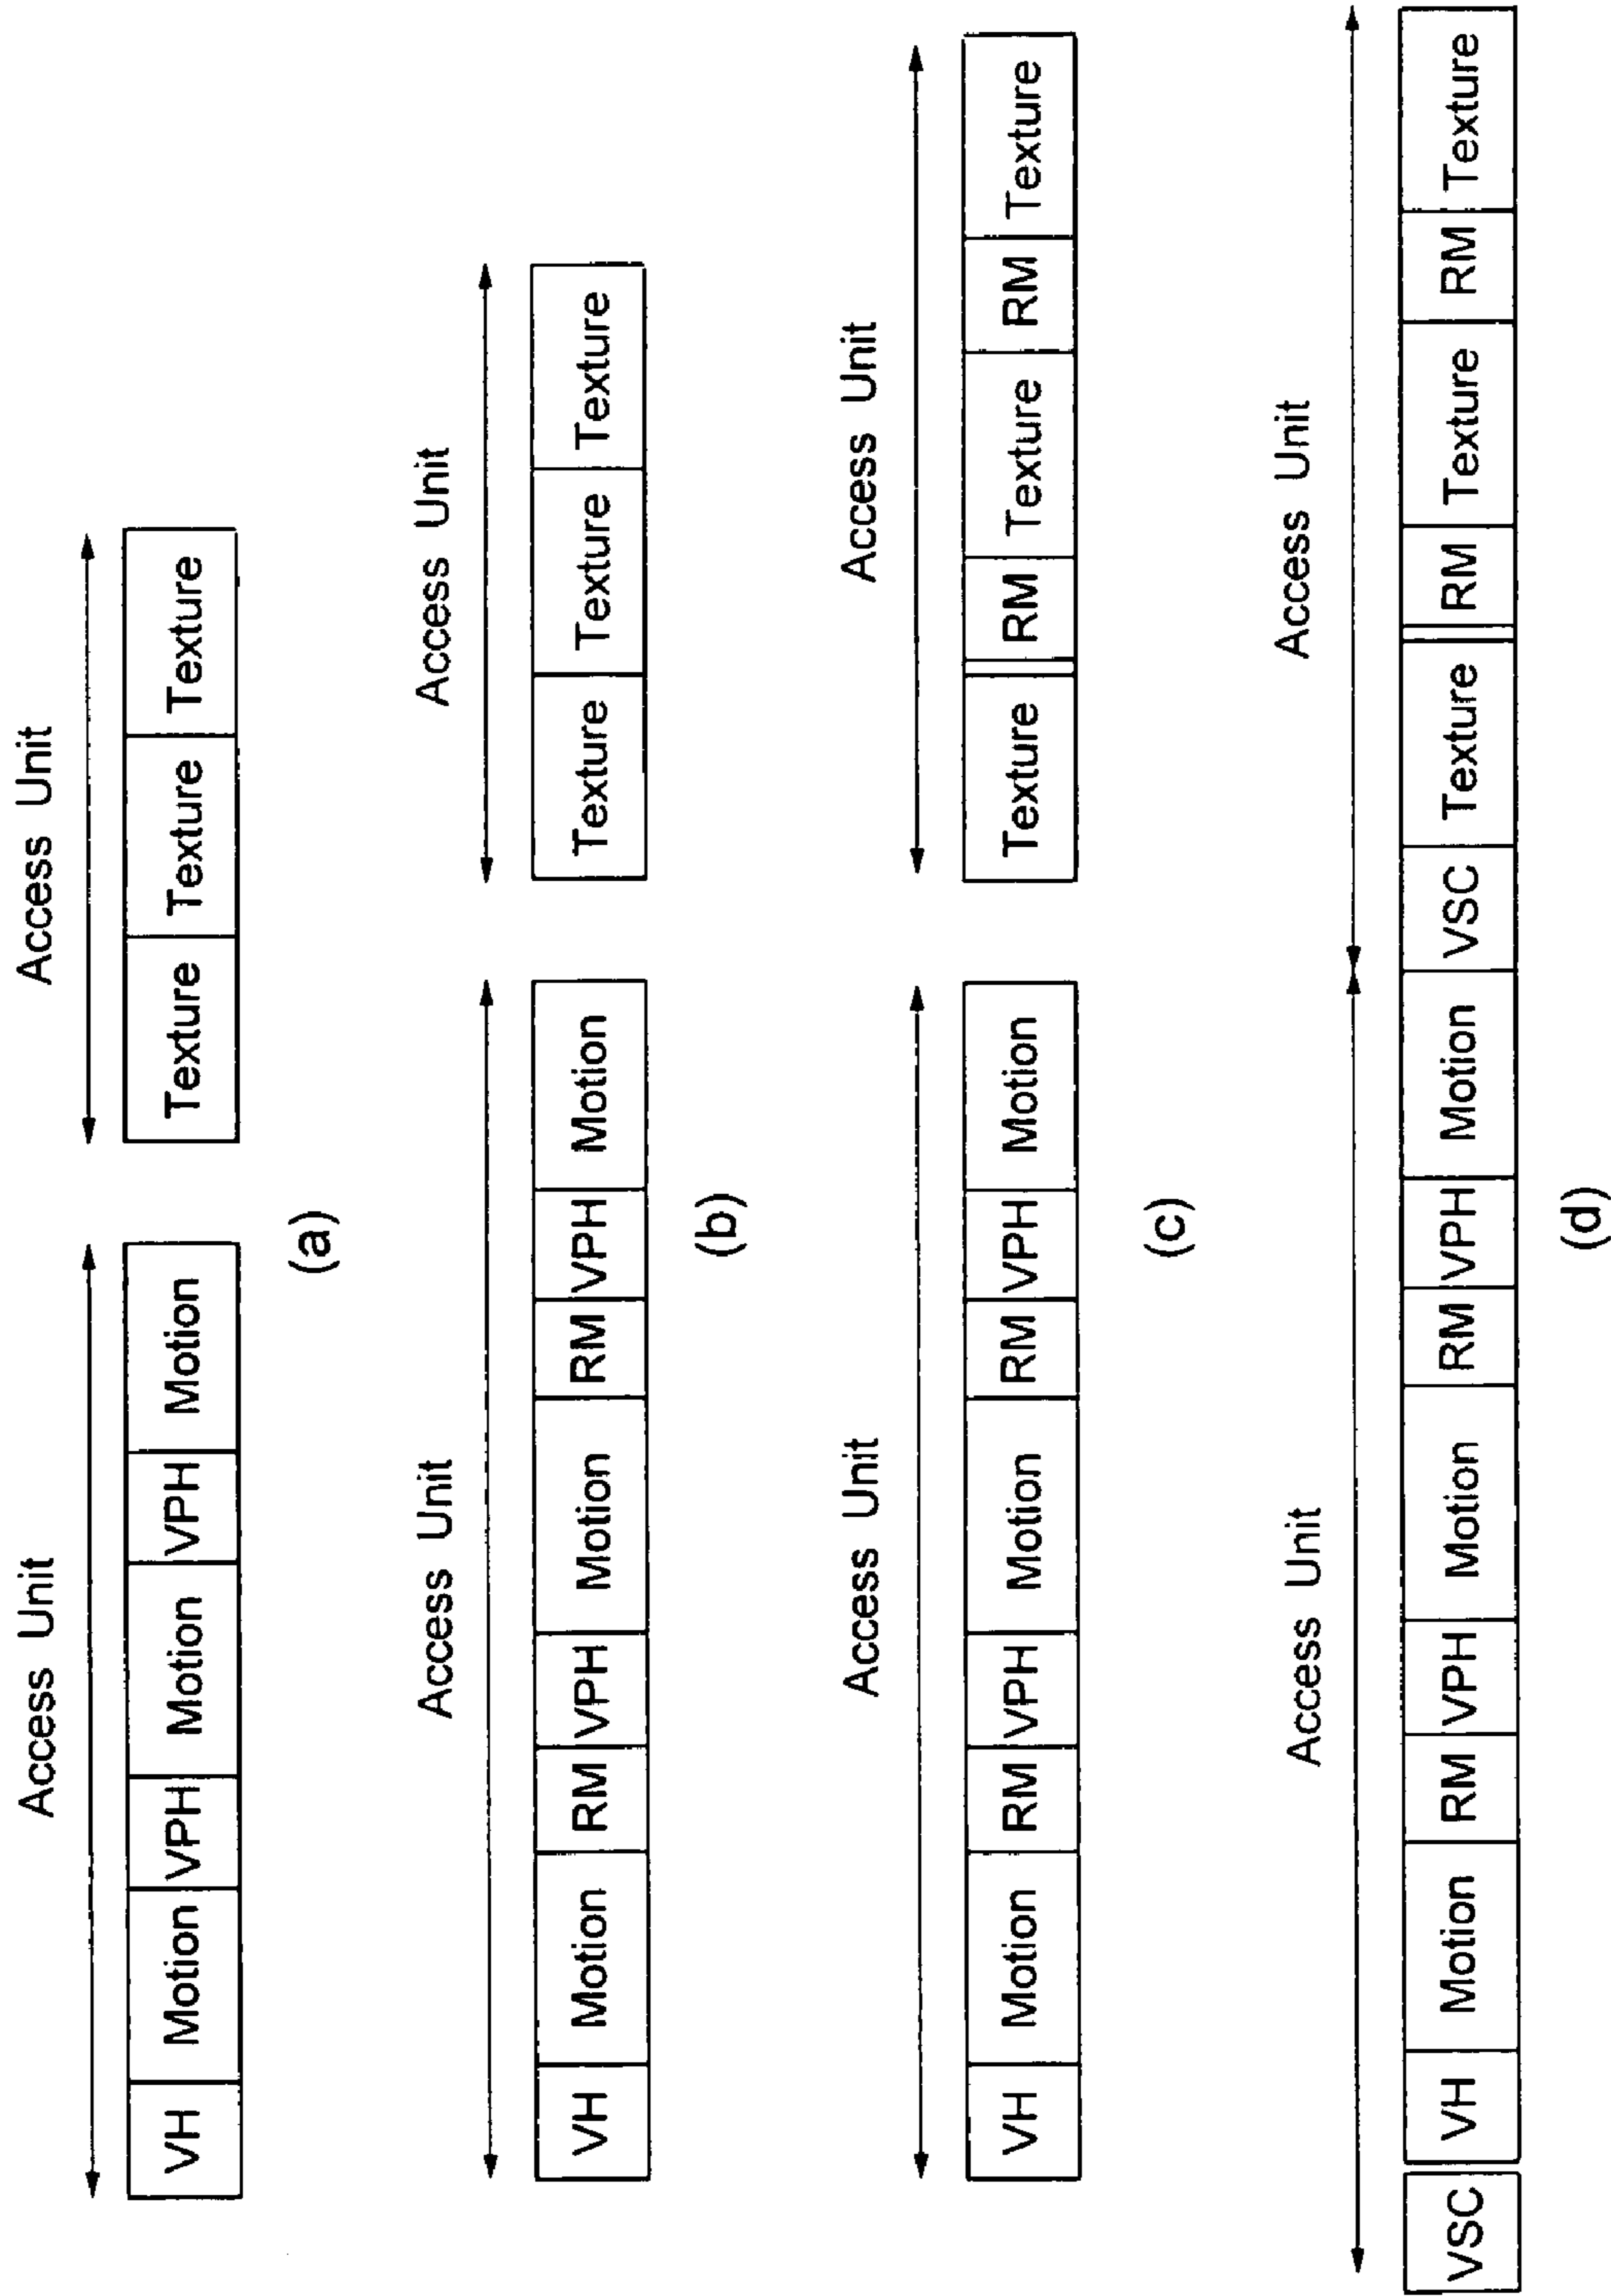 Access Unit Access Unit
VH Motion VPH Motion VPH Motion Texture Texture Texture
(a)
Access Unit Access Unit
VH Motion RM VPH Motion RM VPH Motion Texture Texture Texture
(b)
Access Unit Access Unit
VH Motion RM VPH Motion RM VPH Motion Texture RM Texture RM Texture
(c)
Access Unit Access Unit
VSC VH Motion RM VPH Motion RM VPH Motion VSC Texture RM Texture RM Texture
(d)